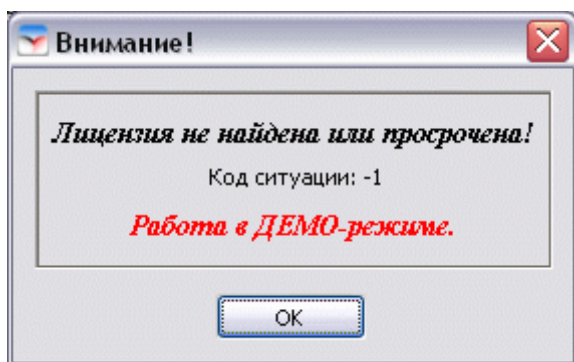 Внимание!
Лицензия не найдена или просрочена!
Код ситуации: -1
Работа в ДЕМО-режиме.
OK